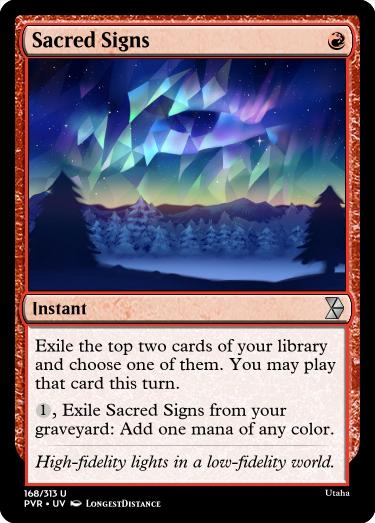 Sacred Signs
Instant
Exile the top two cards of your library
and choose one of them. You may play
that card this turn.
1, Exile Sacred Signs from your
graveyard: Add one mana of any color.
High-fidelity lights in a low-fidelity world.
168/313 U
Utaha
PVR • UV LongestDistance